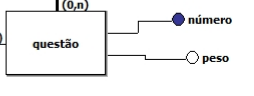 (0,n)
número
questão
peso